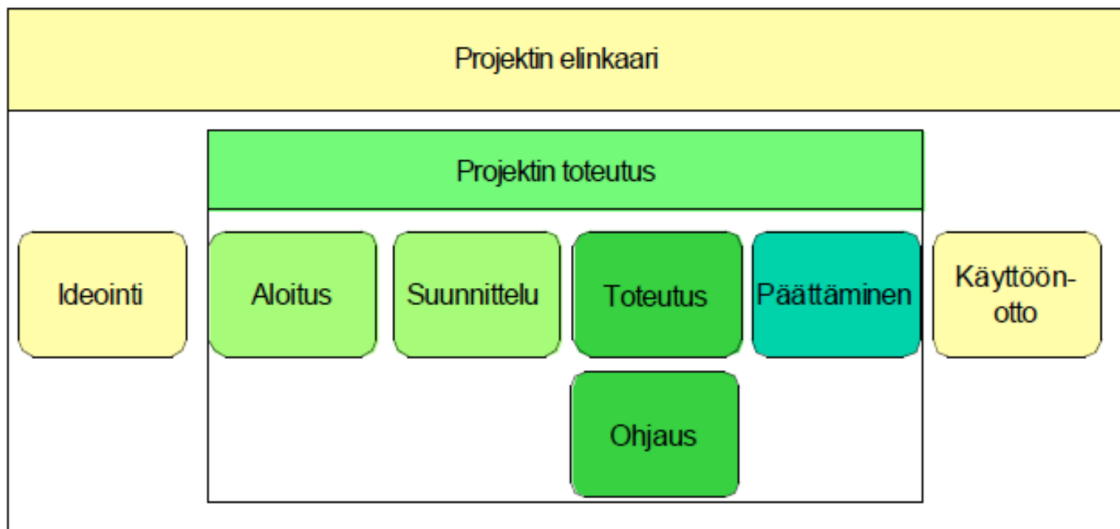 Projektin elinkaari
Projektin toteutus
Ideointi
Aloitus
Suunnittelu
Toteutus
Päättäminen
Käyttöön-
otto
Ohjaus